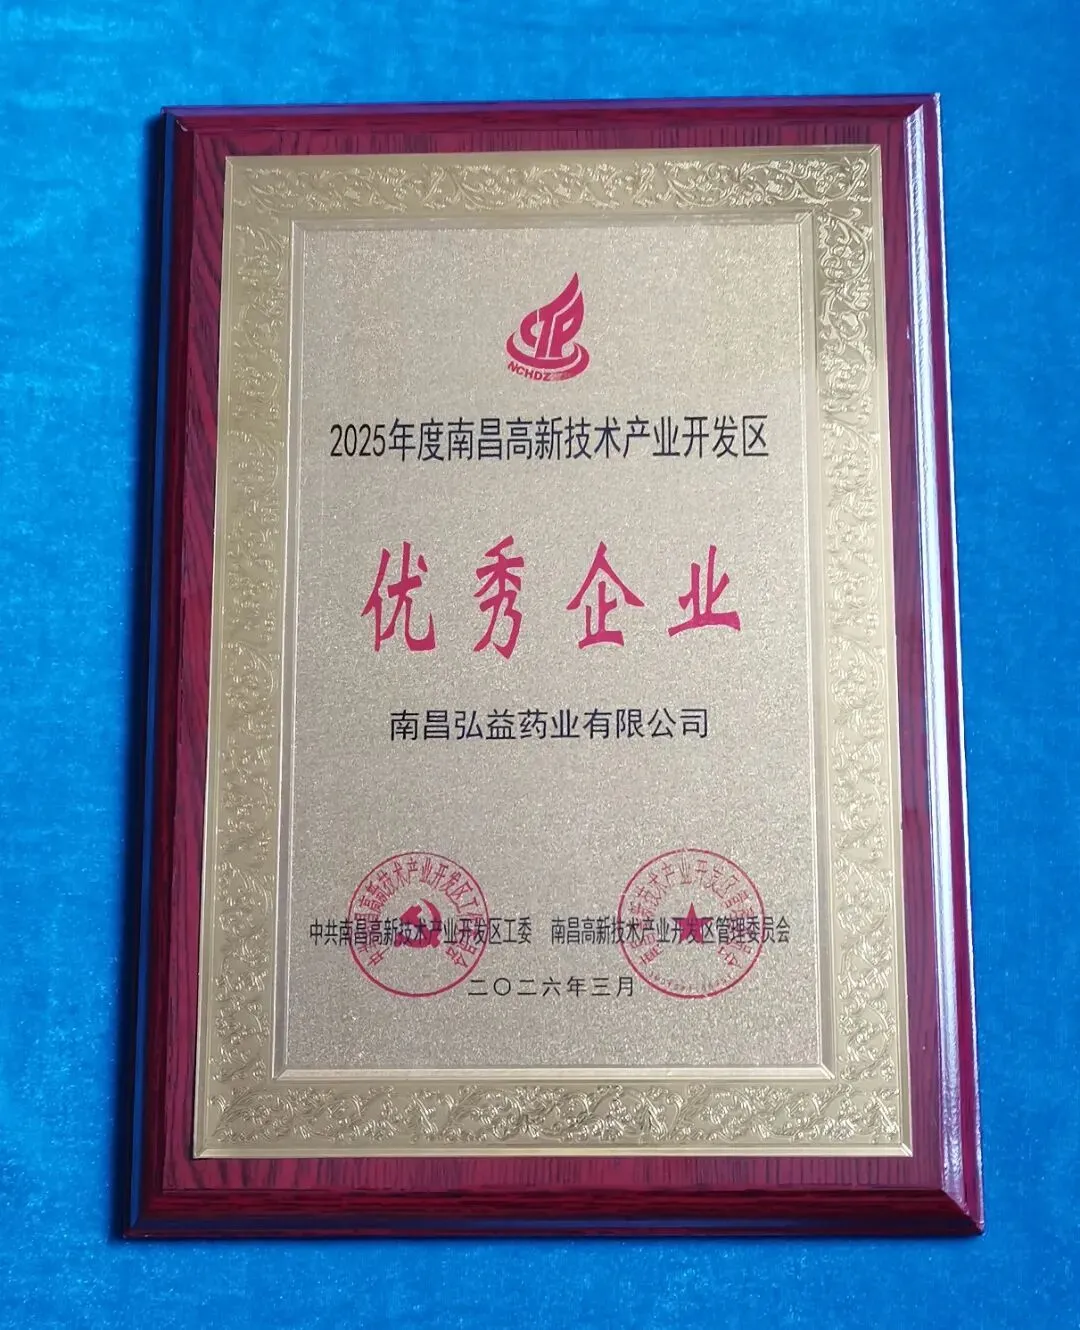 CTP
NCHDZ
2025年度南昌高新技术产业开发区
优秀企业
南昌弘益药业有限公司
中共南昌高新技术产业开发区工委 南昌高新技术产业开发区管理委员会
二〇二六年三月